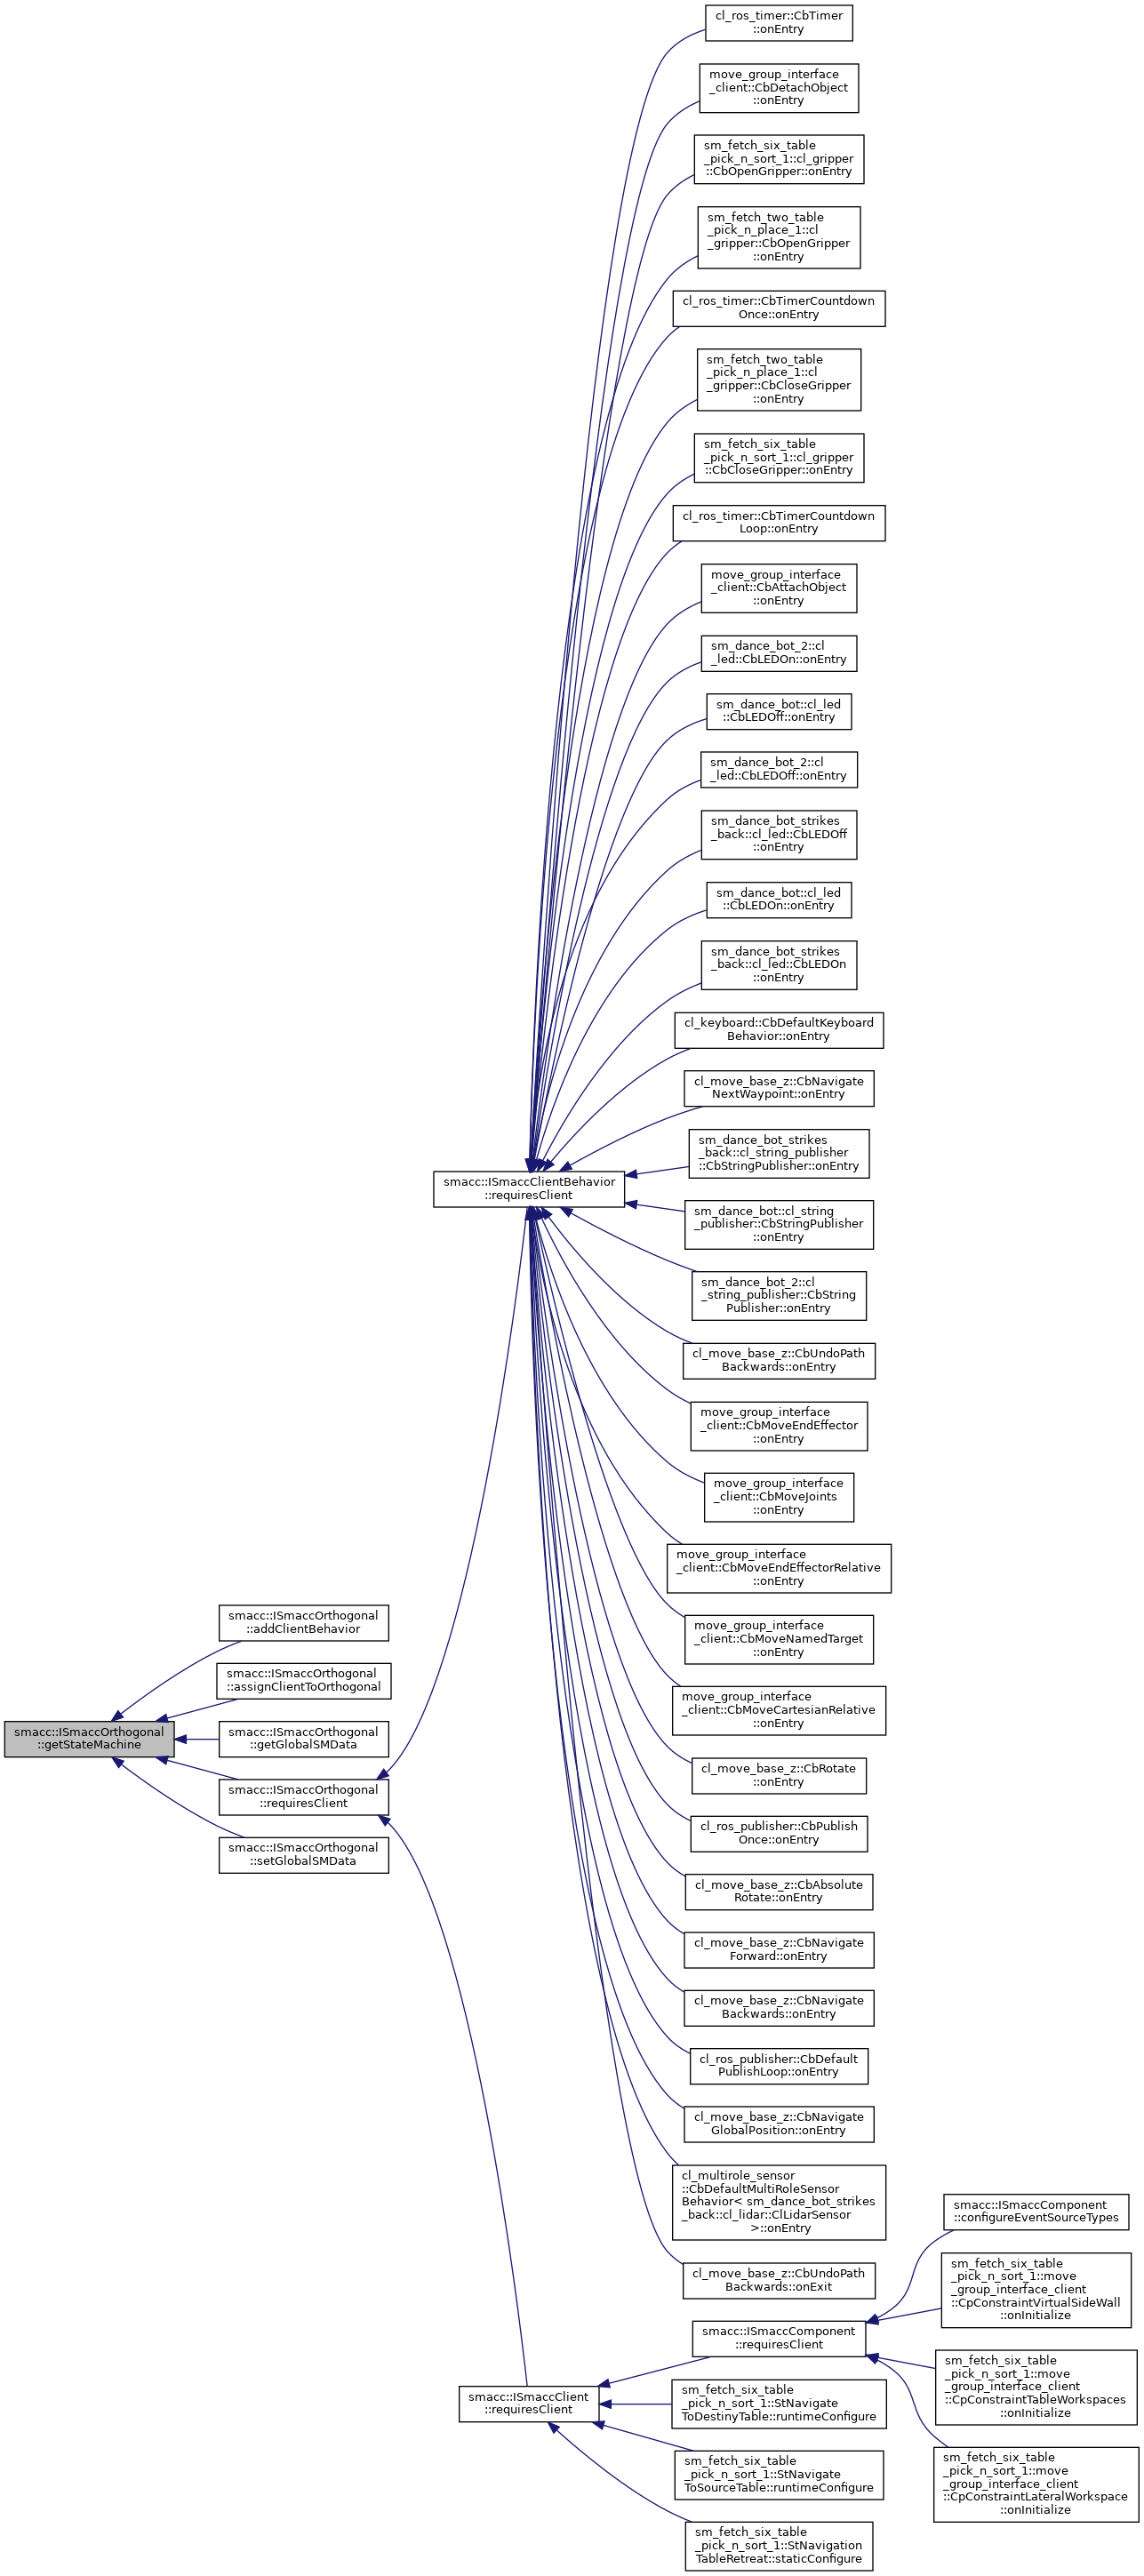 cl_ros_timer::CbTimer
::onEntry
move_group_interface
_client::CbDetachObject
::onEntry
sm_fetch_six_table
_pick_n_sort_1::cl_gripper
::CbOpenGripper::onEntry
sm_fetch_two_table
_pick_n_place_1::cl
_gripper::CbOpenGripper
::onEntry
cl_ros_timer::CbTimerCountdown
Once::onEntry
sm_fetch_two_table
_pick_n_place_1::cl
_gripper::CbCloseGripper
::onEntry
sm_fetch_six_table
_pick_n_sort_1::cl_gripper
::CbCloseGripper::onEntry
cl_ros_timer::CbTimerCountdown
Loop::onEntry
move_group_interface
_client::CbAttachObject
::onEntry
sm_dance_bot_2::cl
_led::CbLEDOn::onEntry
sm_dance_bot::cl_led
::CbLEDOff::onEntry
sm_dance_bot_2::cl
_led::CbLEDOff::onEntry
sm_dance_bot_strikes
_back::cl_led::CbLEDOff
::onEntry
sm_dance_bot::cl_led
::CbLEDOn::onEntry
sm_dance_bot_strikes
_back::cl_led::CbLEDOn
::onEntry
cl_keyboard::CbDefaultKeyboard
Behavior::onEntry
cl_move_base_z::CbNavigate
NextWaypoint::onEntry
sm_dance_bot_strikes
_back::cl_string_publisher
::CbStringPublisher::onEntry
smacc::ISmaccClientBehavior
::requiresClient
sm_dance_bot::cl_string
_publisher::CbStringPublisher
::onEntry
sm_dance_bot_2::cl
_string_publisher::CbString
Publisher::onEntry
cl_move_base_z::CbUndoPath
Backwards::onEntry
move_group_interface
_client::CbMoveEndEffector
::onEntry
move_group_interface
_client::CbMoveJoints
::onEntry
move_group_interface
_client::CbMoveEndEffectorRelative
::onEntry
smacc::ISmaccOrthogonal
::addClientBehavior
move_group_interface
_client::CbMoveNamedTarget
::onEntry
smacc::ISmaccOrthogonal
::assignClientToOrthogonal
move_group_interface
_client::CbMoveCartesianRelative
::onEntry
smacc::ISmaccOrthogonal
::getStateMachine
smacc::ISmaccOrthogonal
::getGlobalSMData
cl_move_base_z::CbRotate
::onEntry
smacc::ISmaccOrthogonal
::requiresClient
cl_ros_publisher::CbPublish
Once::onEntry
smacc::ISmaccOrthogonal
::setGlobalSMData
cl_move_base_z::CbAbsolute
Rotate::onEntry
cl_move_base_z::CbNavigate
Forward::onEntry
cl_move_base_z::CbNavigate
Backwards::onEntry
cl_ros_publisher::CbDefault
PublishLoop::onEntry
cl_move_base_z::CbNavigate
GlobalPosition::onEntry
cl_multirole_sensor
::CbDefaultMultiRoleSensor
Behavior< sm_dance_bot_strikes
_back::cl_lidar::ClLidarSensor
>::onEntry
cl_move_base_z::CbUndoPath
Backwards::onExit
smacc::ISmaccComponent
::configureEventSourceTypes
sm_fetch_six_table
_pick_n_sort_1::move
_group_interface_client
::CpConstraintVirtualSideWall
::onInitialize
smacc::ISmaccComponent
::requiresClient
sm_fetch_six_table
_pick_n_sort_1::move
_group_interface_client
::CpConstraintTableWorkspaces
::onInitialize
smacc::ISmaccClient
::requiresClient
sm_fetch_six_table
_pick_n_sort_1::StNavigate
ToDestinyTable::runtimeConfigure
sm_fetch_six_table
_pick_n_sort_1::move
_group_interface_client
::CpConstraintLateralWorkspace
::onInitialize
sm_fetch_six_table
_pick_n_sort_1::StNavigate
ToSourceTable::runtimeConfigure
sm_fetch_six_table
_pick_n_sort_1::StNavigation
TableRetreat::staticConfigure